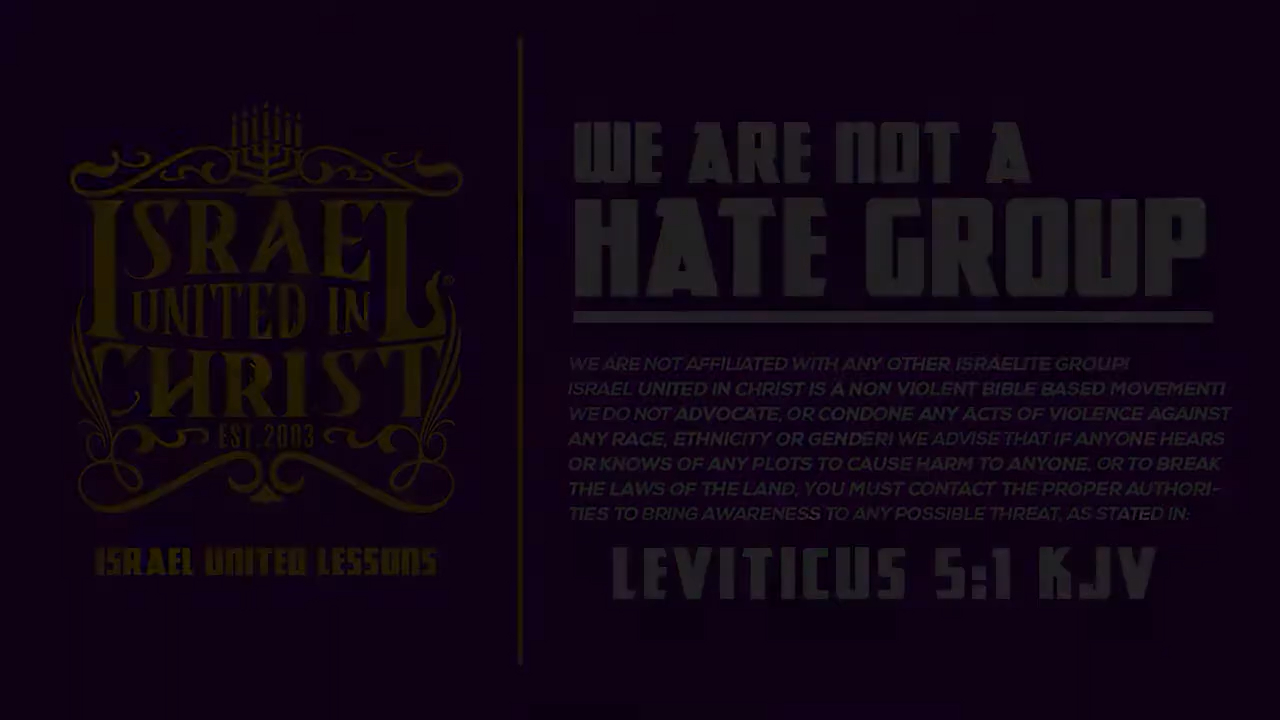 ISRAEL
UNITED IN
CHRIST
EST. 2003
ISRAEL UNITED LESSONS
WE ARE NOT A
HATE GROUP
WE ARE NOT AFFILIATED WITH ANY OTHER ISRAELITE GROUP!
ISRAEL UNITED IN CHRIST IS A NON VIOLENT BIBLE BASED MOVEMENT!
WE DO NOT ADVOCATE, OR CONDONE ANY ACTS OF VIOLENCE AGAINST
ANY RACE, ETHNICITY OR GENDER! WE ADVISE THAT IF ANYONE HEARS
OR KNOWS OF ANY PLOTS TO CAUSE HARM TO ANYONE, OR TO BREAK
THE LAWS OF THE LAND, YOU MUST CONTACT THE PROPER AUTHORI-
TIES TO BRING AWARENESS TO ANY POSSIBLE THREAT, AS STATED IN:
LEVITICUS 5:1 KJV